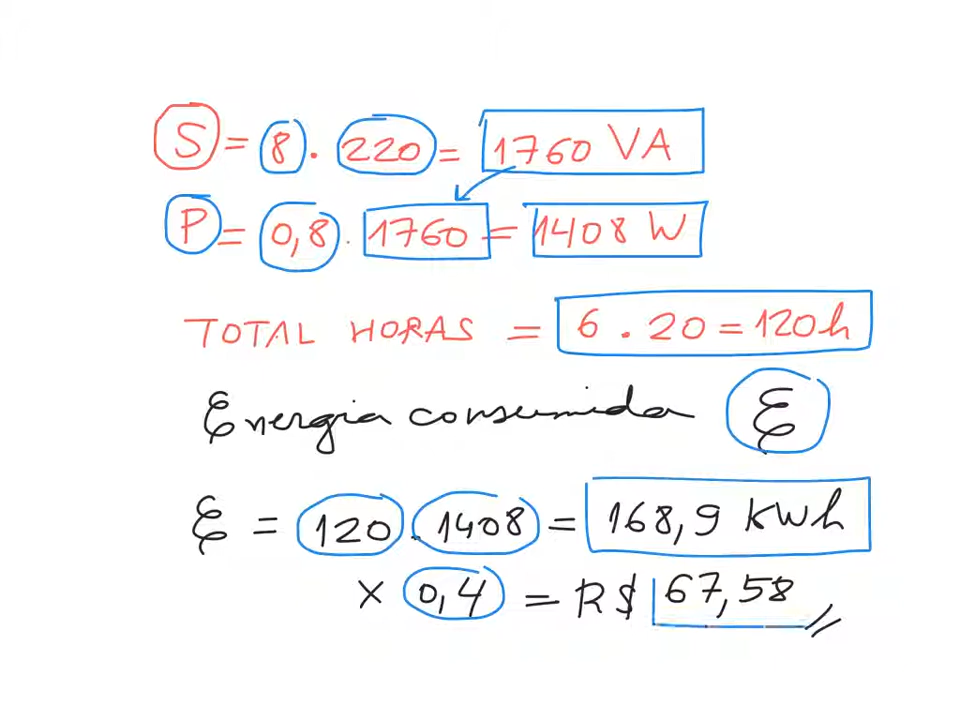 S = 8 . 220 = 1760 VA
P = 0,8 . 1760 = 1408 W
TOTAL HORAS = 6 . 20 = 120h
Energia consumida E
E = 120 . 1408 = 168,9 kWh
x 0,4 = R$ 67,58